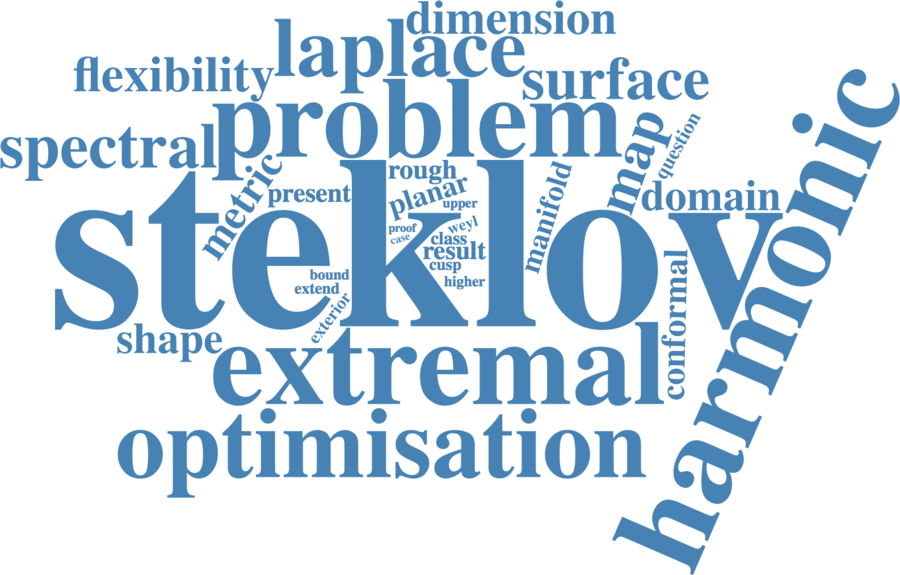 dimension
laplace
flexibility
surface
problem
harmonic
spectral
map
question
metric
rough
planar
present
upper
manifold
domain
steklov
proof
case
weyl
class
result
cusp
higher
bound
extend
exterior
conformal
shape
extremal
optimisation